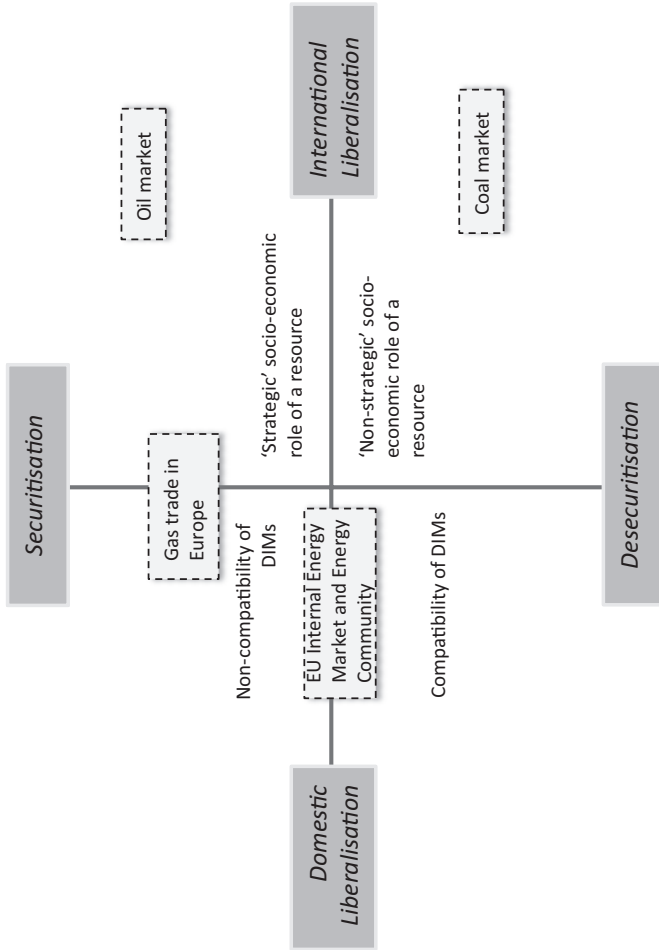 Securitisation
Oil market
Gas trade in
Europe
Non-compatibility of
DIMs
‘Strategic’ socio-economic
role of a resource
Domestic
Liberalisation
EU Internal Energy
Market and Energy
Community
International
Liberalisation
Compatibility of DIMs
‘Non-strategic’ socio-
economic role of a
resource
Coal market
Desecuritisation